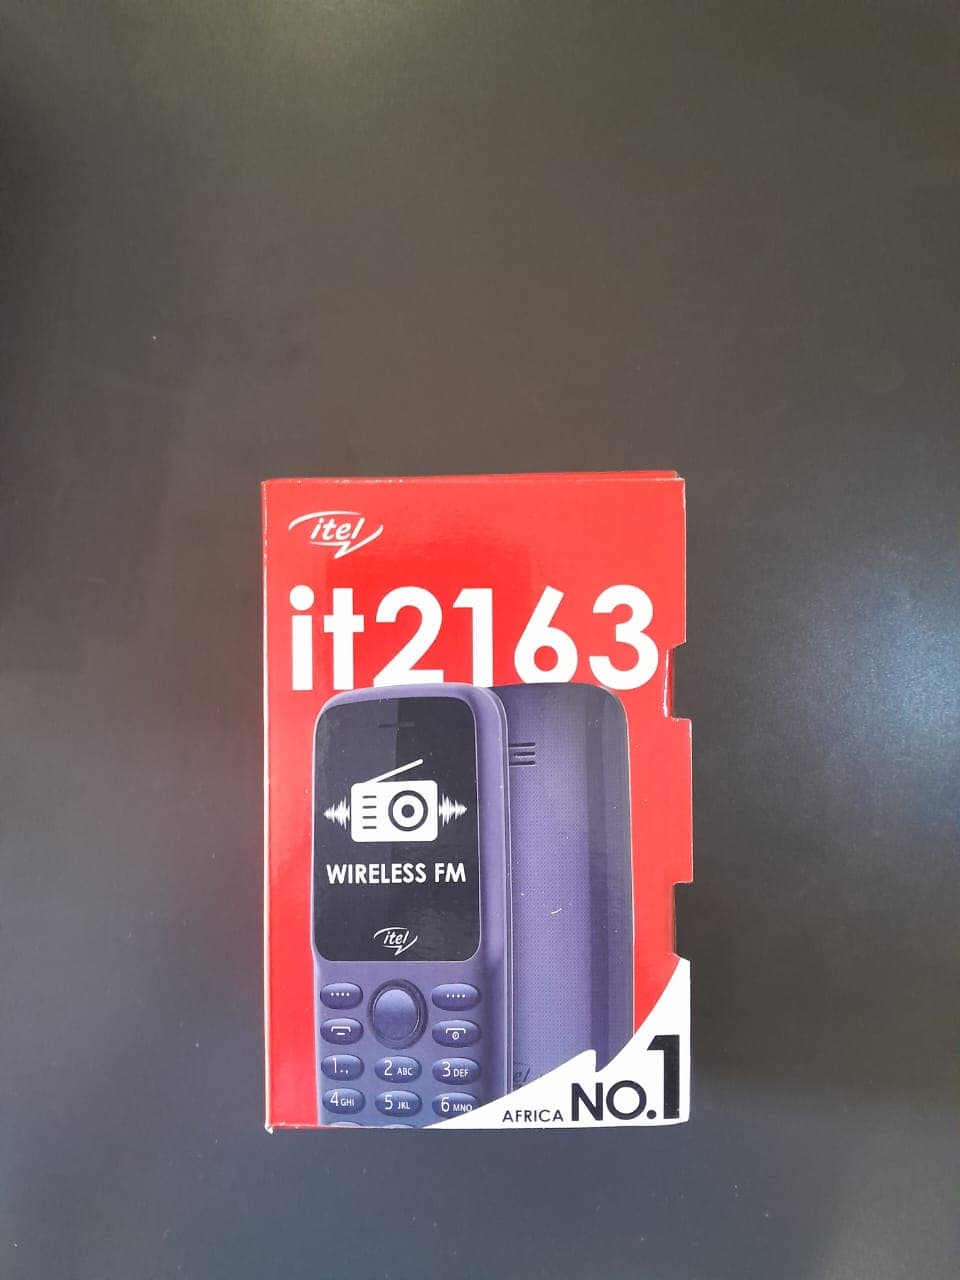 itel
it2163
WIRELESS FM
itel
1.,
2 ABC
3 DEF
4 GHI
5 JKL
6 MNO
AFRICA NO.1